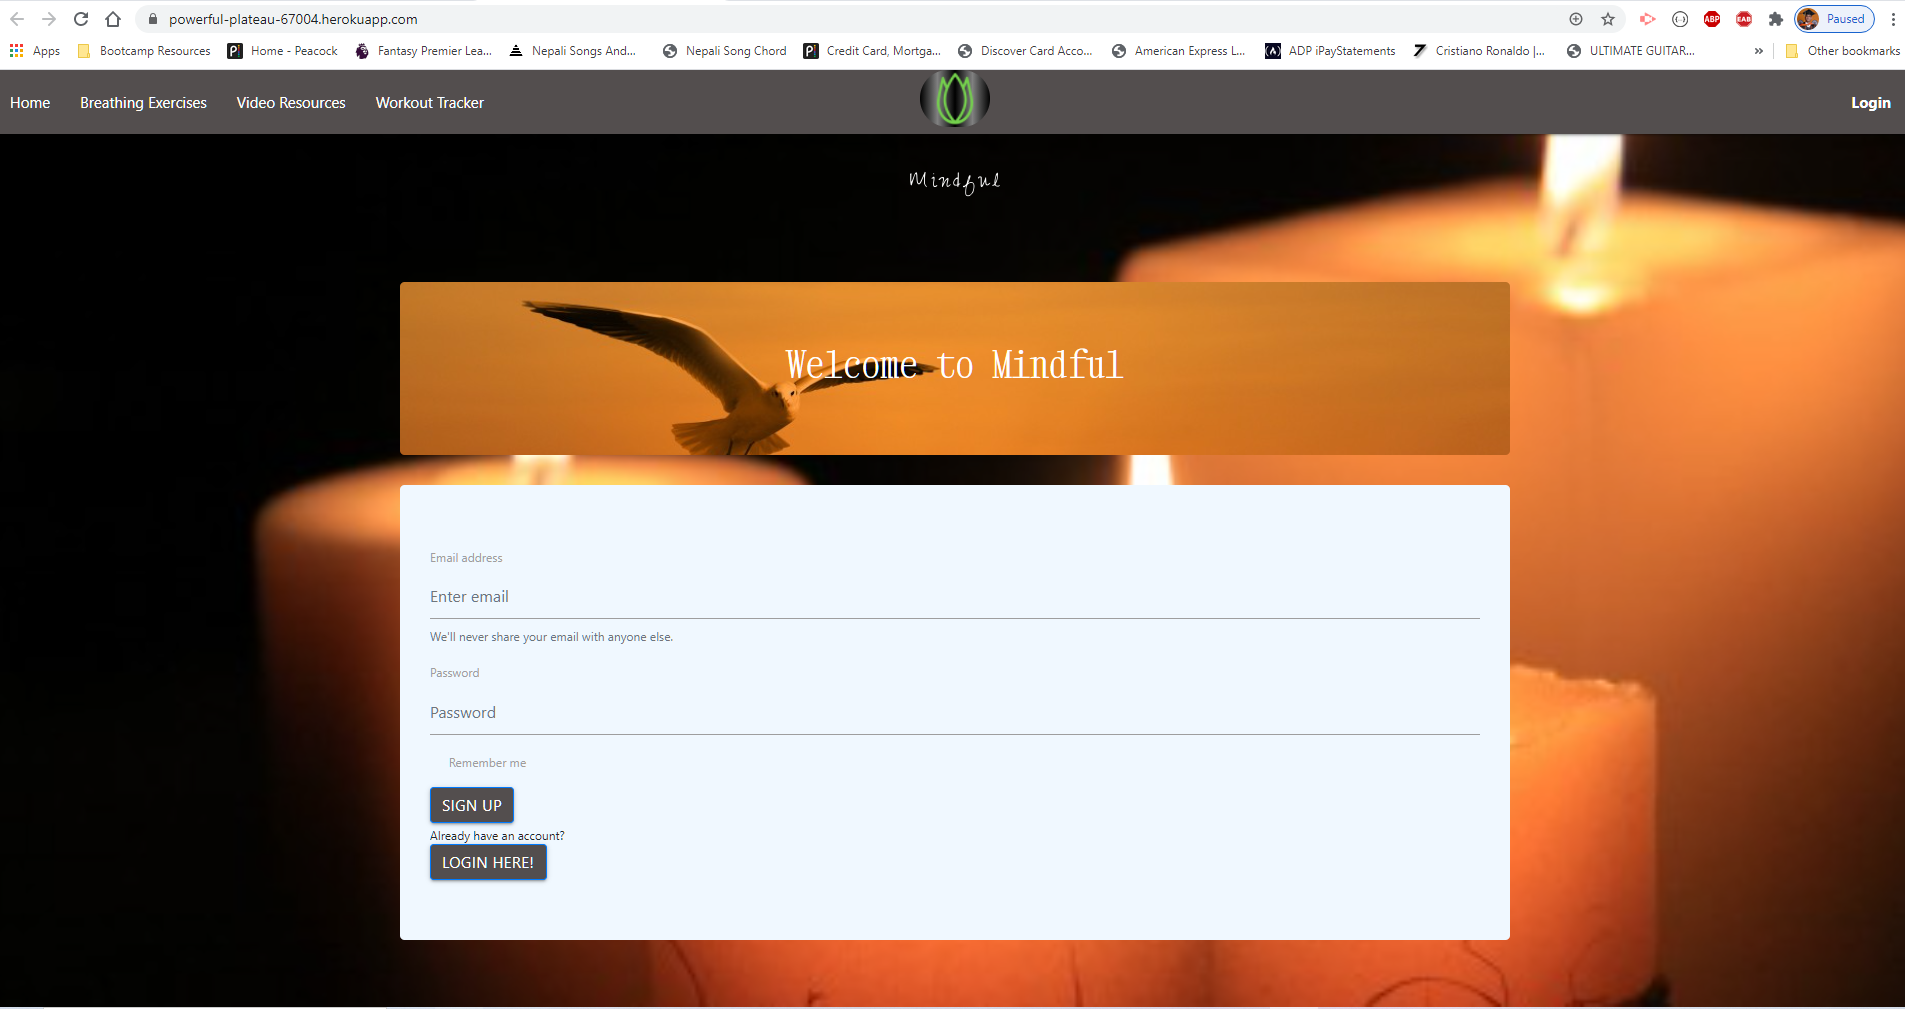 powerful-plateau-67004.herokuapp.com
ABP
EAB
Paused
Apps
Bootcamp Resources
Home - Peacock
Fantasy Premier Lea...
Nepali Songs And...
Nepali Song Chord
Credit Card, Mortga...
Discover Card Acco...
American Express L...
ADP iPayStatements
Cristiano Ronaldo |...
ULTIMATE GUITAR...
»
Other bookmarks
Home
Breathing Exercises
Video Resources
Workout Tracker
Login
Mindful
Welcome to Mindful
Email address
Enter email
We'll never share your email with anyone else.
Password
Password
Remember me
SIGN UP
Already have an account?
LOGIN HERE!